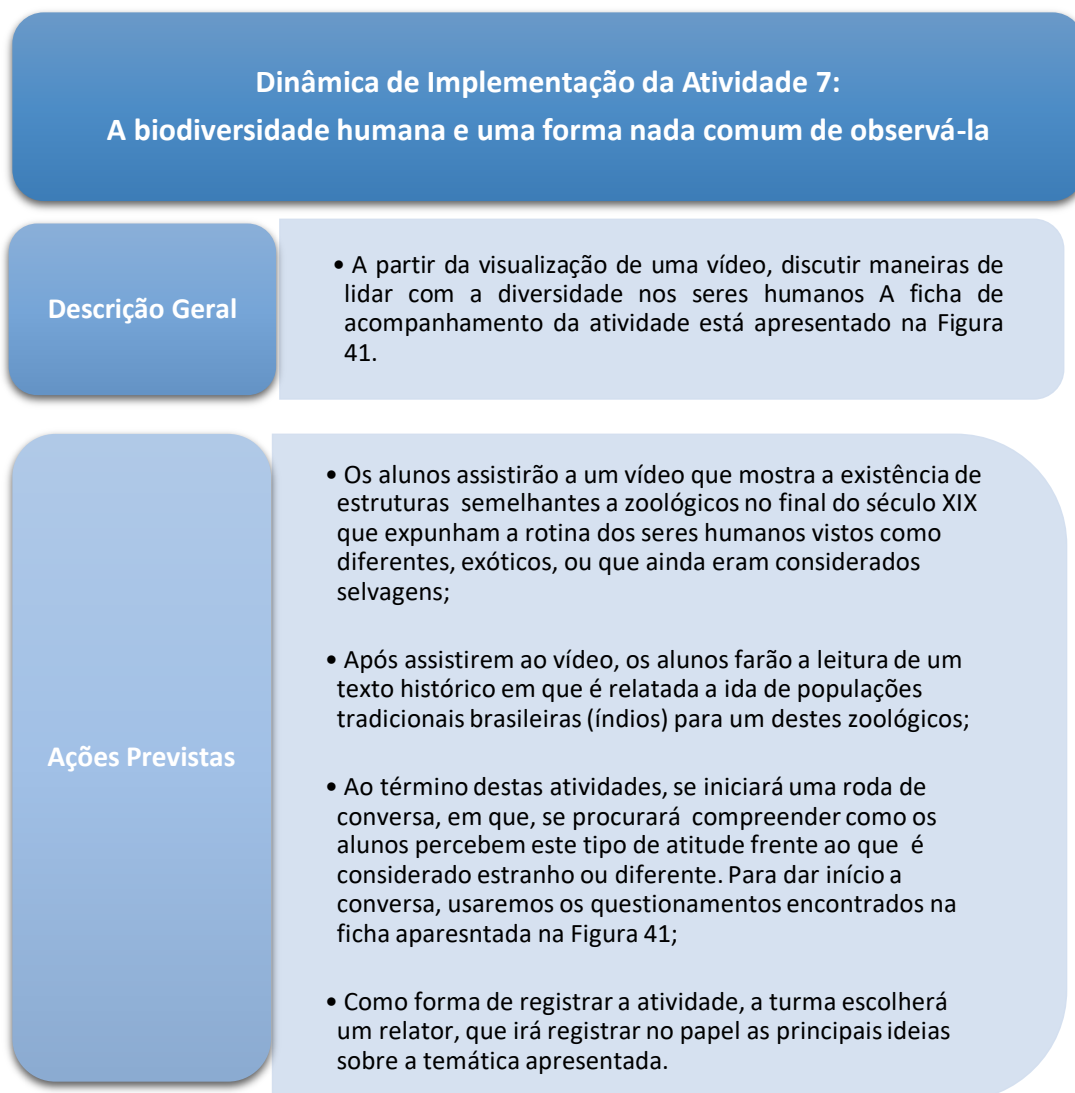 Dinâmica de Implementação da Atividade 7:
A biodiversidade humana e uma forma nada comum de observá-la
Descrição Geral
• A partir da visualização de uma vídeo, discutir maneiras de
lidar com a diversidade nos seres humanos A ficha de
acompanhamento da atividade está apresentado na Figura
41.
Ações Previstas
• Os alunos assistirão a um vídeo que mostra a existência de
estruturas semelhantes a zoológicos no final do século XIX
que expunham a rotina dos seres humanos vistos como
diferentes, exóticos, ou que ainda eram considerados
selvagens;
• Após assistirem ao vídeo, os alunos farão a leitura de um
texto histórico em que é relatada a ida de populações
tradicionais brasileiras (índios) para um destes zoológicos;
• Ao término destas atividades, se iniciará uma roda de
conversa, em que, se procurará compreender como os
alunos percebem este tipo de atitude frente ao que é
considerado estranho ou diferente. Para dar início a
conversa, usaremos os questionamentos encontrados na
ficha aparesntada na Figura 41;
• Como forma de registrar a atividade, a turma escolherá
um relator, que irá registrar no papel as principais ideias
sobre a temática apresentada.